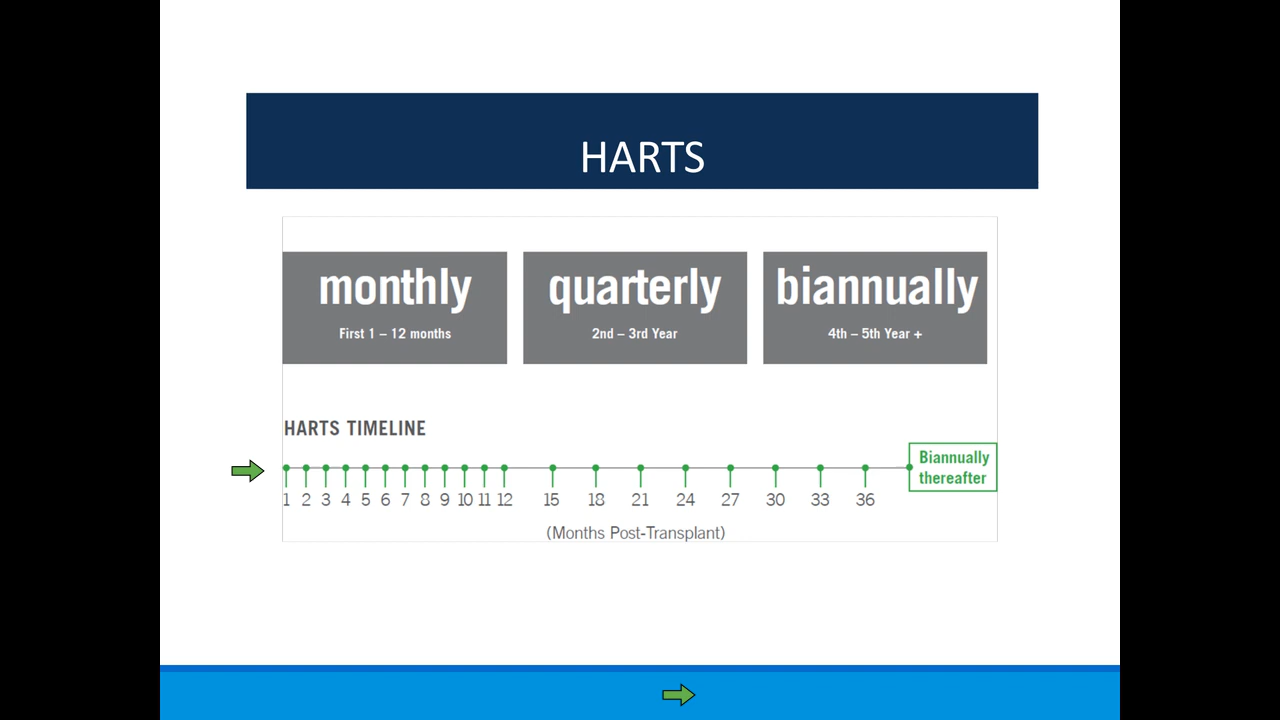 HARTS
monthly
First 1 – 12 months
quarterly
2nd – 3rd Year
biannually
4th – 5th Year +
HARTS TIMELINE
Biannually
thereafter
1 2 3 4 5 6 7 8 9 10 11 12 15 18 21 24 27 30 33 36
(Months Post-Transplant)